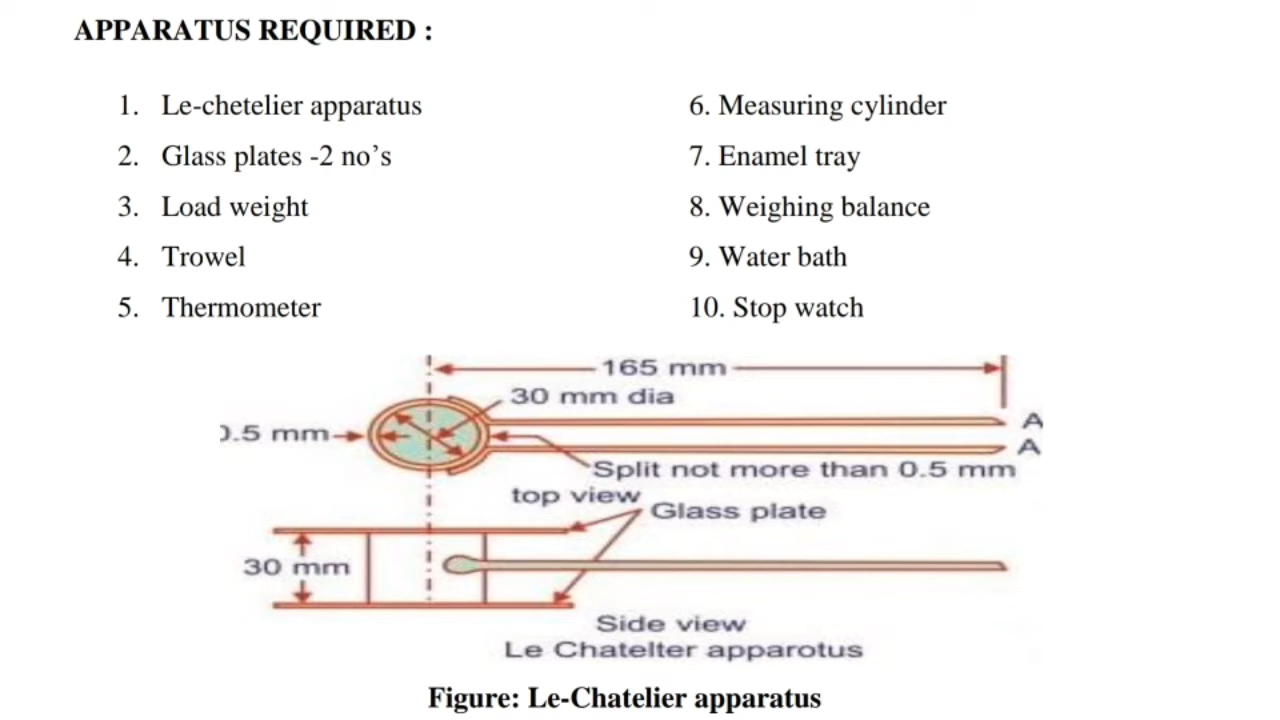 APPARATUS REQUIRED :
1. Le-chetelier apparatus
2. Glass plates -2 no’s
3. Load weight
4. Trowel
5. Thermometer
6. Measuring cylinder
7. Enamel tray
8. Weighing balance
9. Water bath
10. Stop watch
165 mm
30 mm dia
A
.5 mm
A
Split not more than 0.5 mm
top view
Glass plate
30 mm
Side view
Le Chatelter apparotus
Figure: Le-Chatelier apparatus